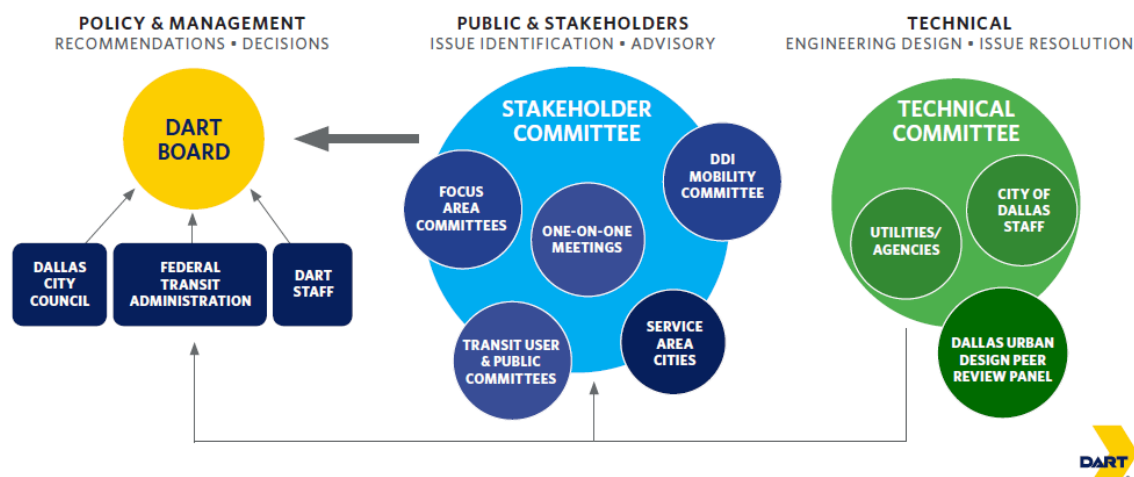 POLICY & MANAGEMENT
RECOMMENDATIONS ▪ DECISIONS
PUBLIC & STAKEHOLDERS
ISSUE IDENTIFICATION ▪ ADVISORY
TECHNICAL
ENGINEERING DESIGN ▪ ISSUE RESOLUTION
DART
BOARD
DALLAS
CITY
COUNCIL
FEDERAL
TRANSIT
ADMINISTRATION
DART
STAFF
STAKEHOLDER
COMMITTEE
FOCUS
AREA
COMMITTEES
ONE-ON-ONE
MEETINGS
DDI
MOBILITY
COMMITTEE
TRANSIT USER
& PUBLIC
COMMITTEES
SERVICE
AREA
CITIES
TECHNICAL
COMMITTEE
UTILITIES/
AGENCIES
CITY OF
DALLAS
STAFF
DALLAS URBAN
DESIGN PEER
REVIEW PANEL
DART